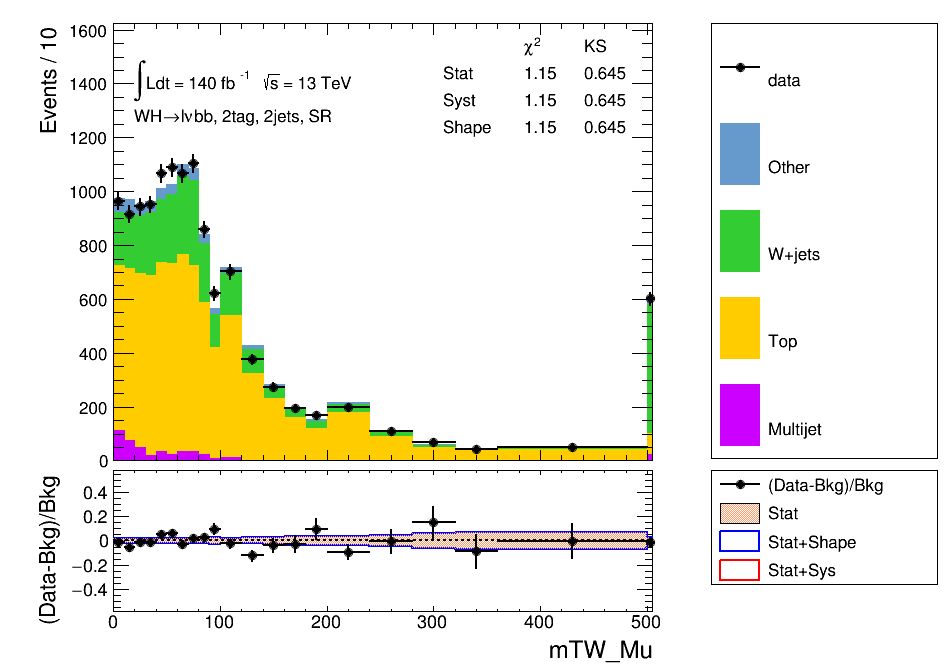 Events / 10
1600
1400
1200
1000
800
600
400
200
0
∫Ldt = 140 fb⁻¹ √s = 13 TeV
WH→lνbb, 2tag, 2jets, SR
χ² KS
Stat 1.15 0.645
Syst 1.15 0.645
Shape 1.15 0.645
data
Other
W+jets
Top
Multijet
(Data-Bkg)/Bkg
0.4
0.2
0
−0.2
−0.4
0 100 200 300 400 500
mTW_Mu
(Data-Bkg)/Bkg
Stat
Stat+Shape
Stat+Sys